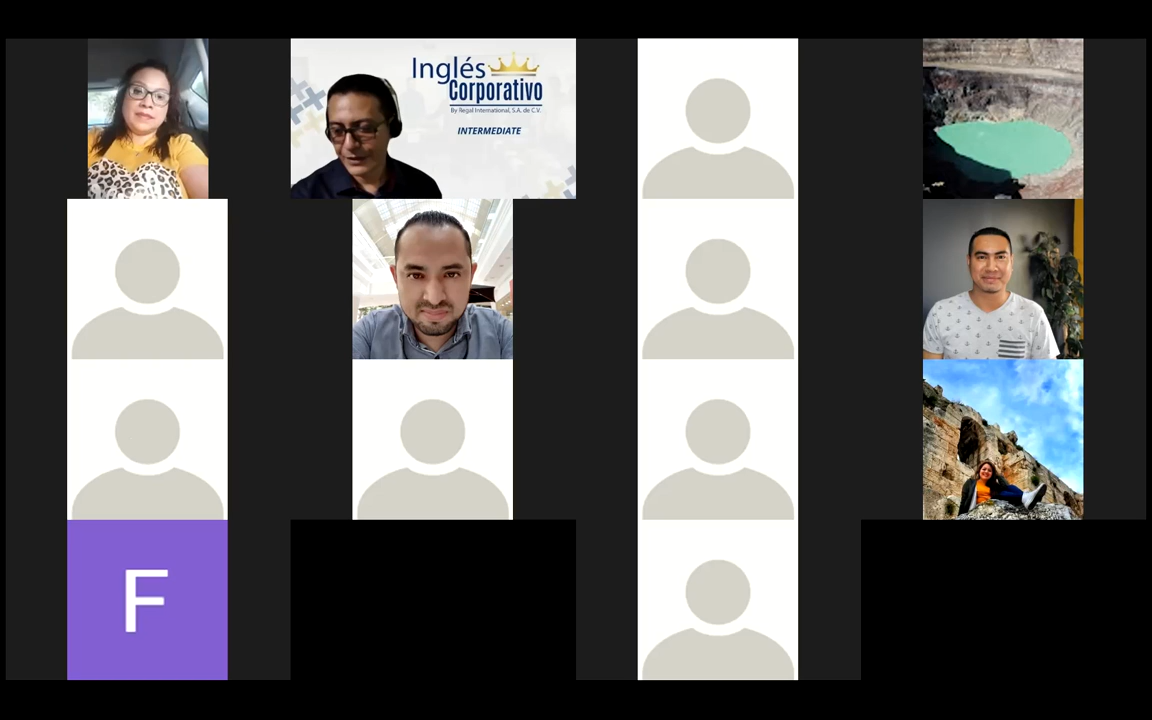 Inglés
Corporativo
By Regal International, S.A. de C.V.
INTERMEDIATE
F